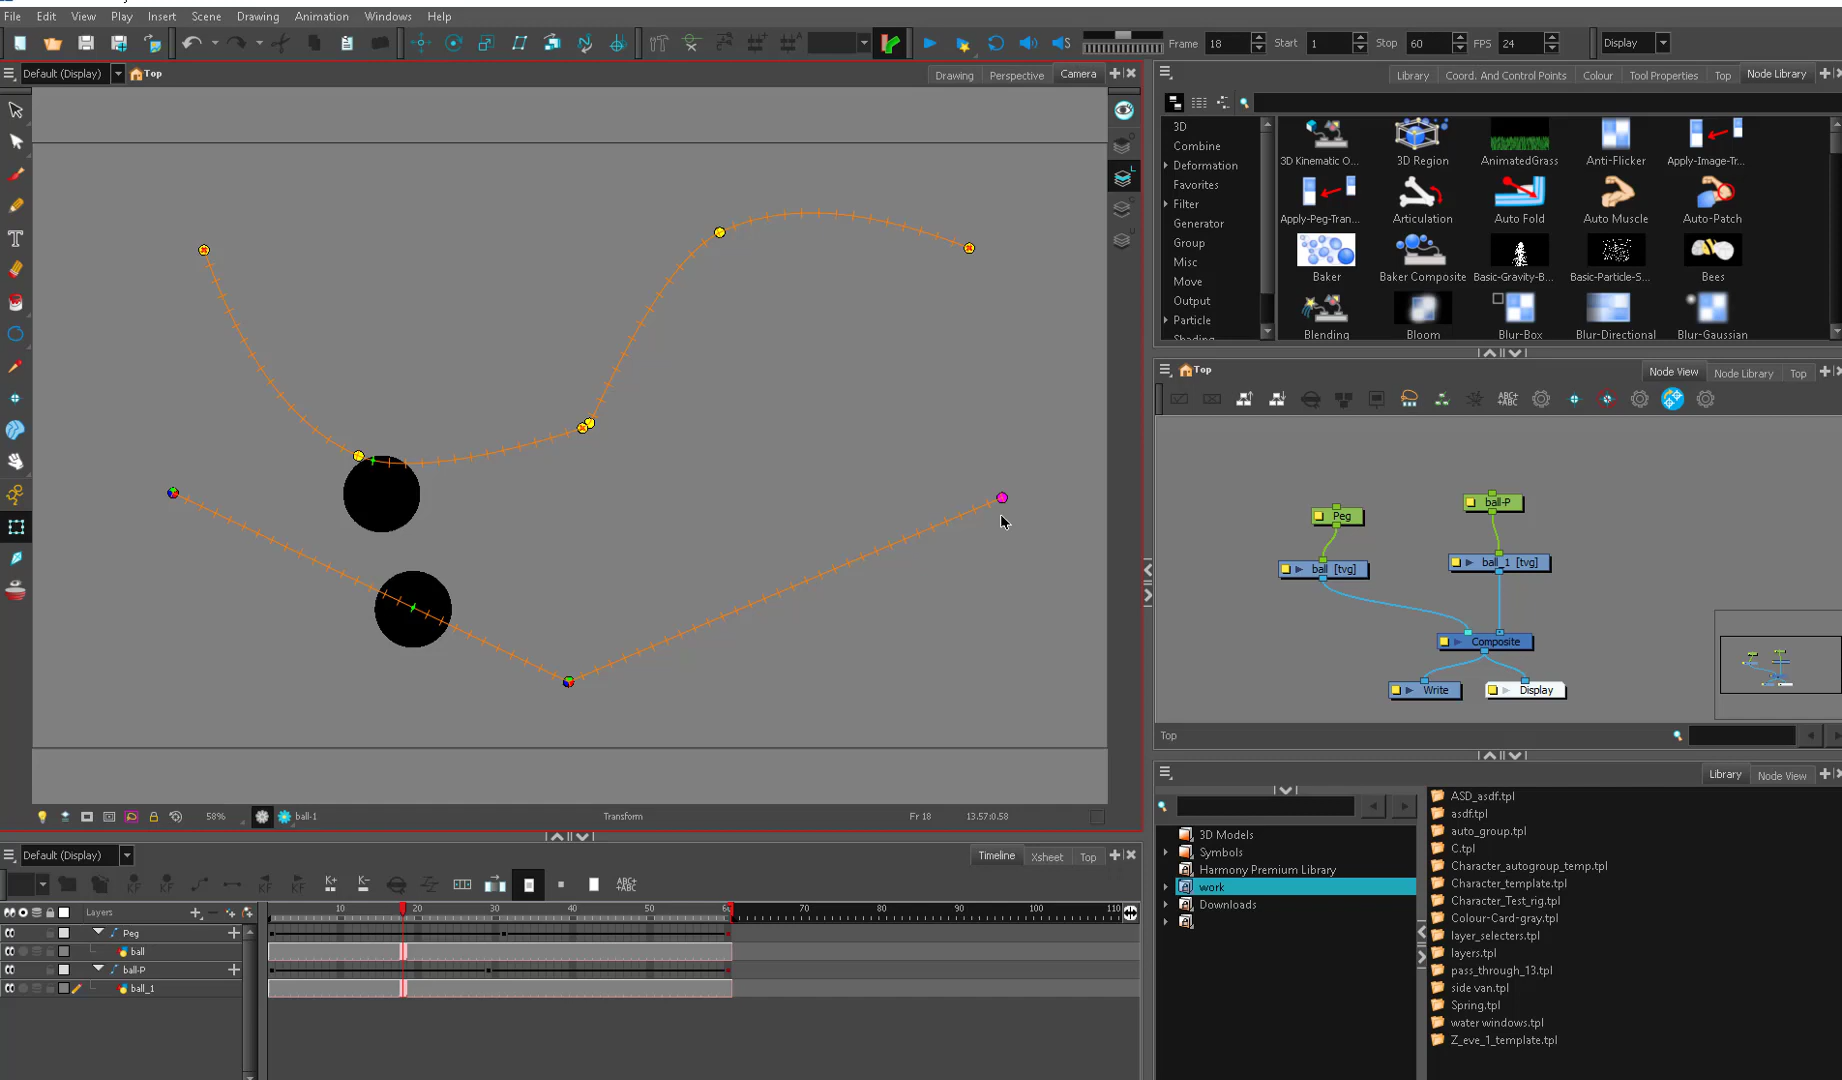 File Edit View Play Insert Scene Drawing Animation Windows Help
Frame 18 Start 1 Stop 60 FPS 24 Display
Default (Display) Top Drawing Perspective Camera
Library Coord. And Control Points Colour Tool Properties Top Node Library
3D
Combine
Deformation
Favorites
Filter
Generator
Group
Misc
Move
Output
Particle
3D Kinematic O... 3D Region AnimatedGrass Anti-Flicker Apply-Image-Tr...
Apply-Peg-Tran... Articulation Auto Fold Auto Muscle Auto-Patch
Baker Baker Composite Basic-Gravity-B... Basic-Particle-S... Bees
Blending Bloom Blur-Box Blur-Directional Blur-Gaussian
Top Node View Node Library Top
ABC+
+ABC
Peg ball-P
ball [tvg] ball_1 [tvg]
Composite
Write Display
Top
58% ball-1 Transform Fr 18 13.57:0.58
Library Node View
3D Models
Symbols
Harmony Premium Library
work
Downloads
ASD_asdf.tpl
asdf.tpl
auto_group.tpl
C.tpl
Character_autogroup_temp.tpl
Character_template.tpl
Character_Test_rig.tpl
Colour-Card-gray.tpl
layer_selecters.tpl
layers.tpl
pass_through_13.tpl
side van.tpl
Spring.tpl
water windows.tpl
Z_eve_1_template.tpl
Default (Display) Timeline Xsheet Top
KF KF KF KF K+ K- ABC+
+ABC
Layers 10 20 30 40 50 60 70 80 90 100 110
Peg
ball
ball-P
ball_1